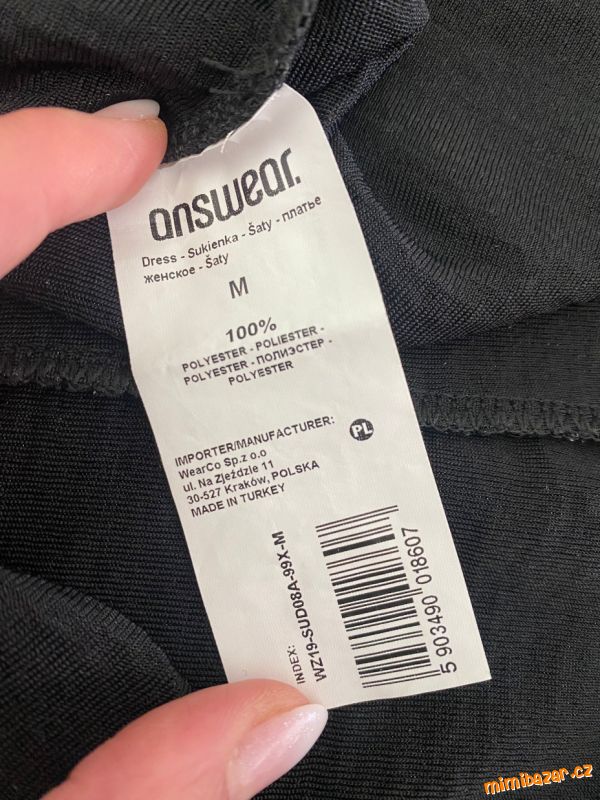 answear.
Dress - Sukienka - Šaty - платье
женское - Šaty
M
100%
POLYESTER - POLIESTER -
POLYESTER - ПОЛИЭСТЕР -
POLYESTER
IMPORTER/MANUFACTURER:
WearCo Sp.z o.o
ul. Na Zjeździe 11
30-527 Kraków, POLSKA
MADE IN TURKEY
PL
INDEX:
WZ19-SUD08A-99X-M
5 903490 018607
mimibazar.cz